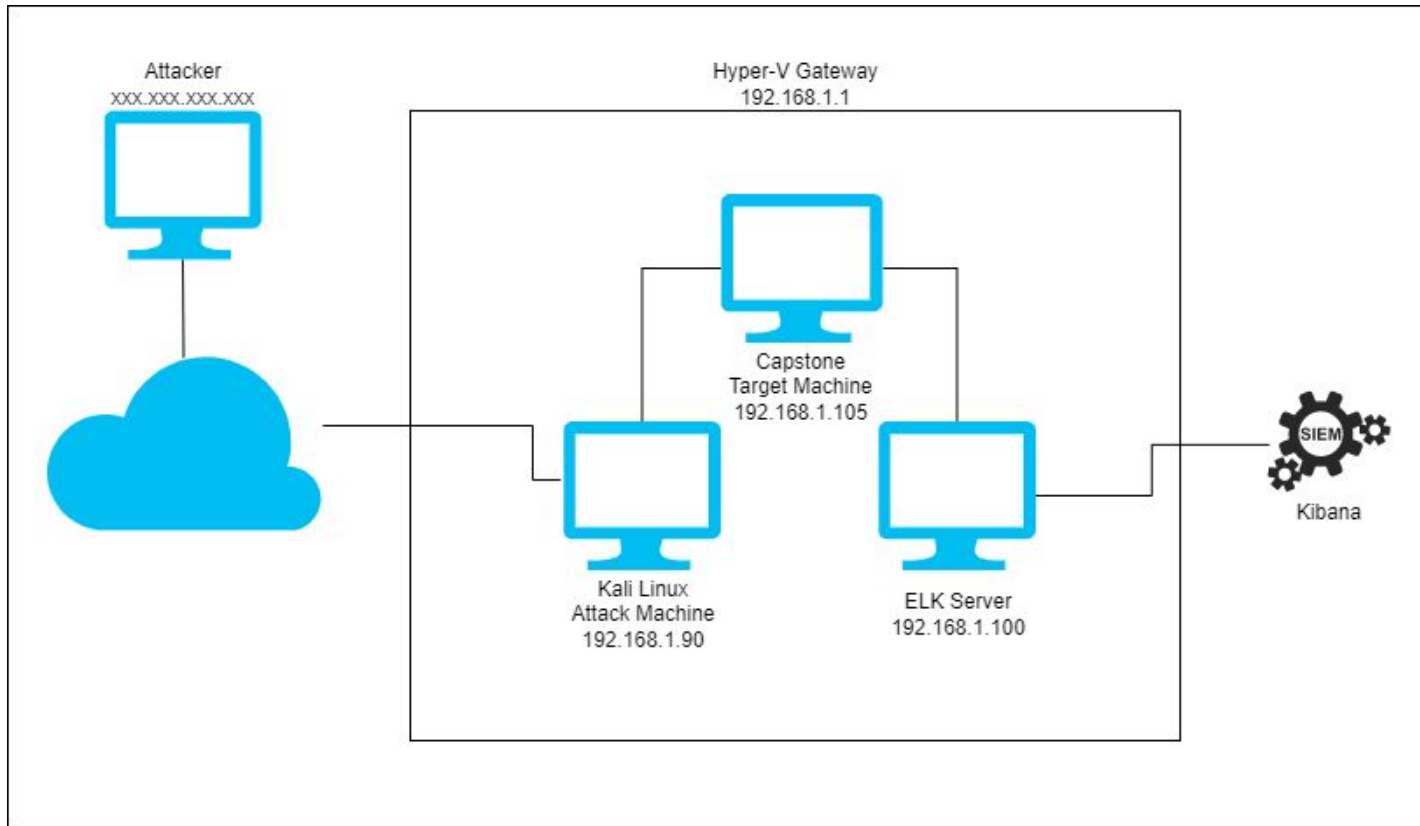 Attacker
XXX.XXX.XXX.XXX
Hyper-V Gateway
192.168.1.1
Capstone
Target Machine
192.168.1.105
SIEM
Kibana
Kali Linux
Attack Machine
192.168.1.90
ELK Server
192.168.1.100